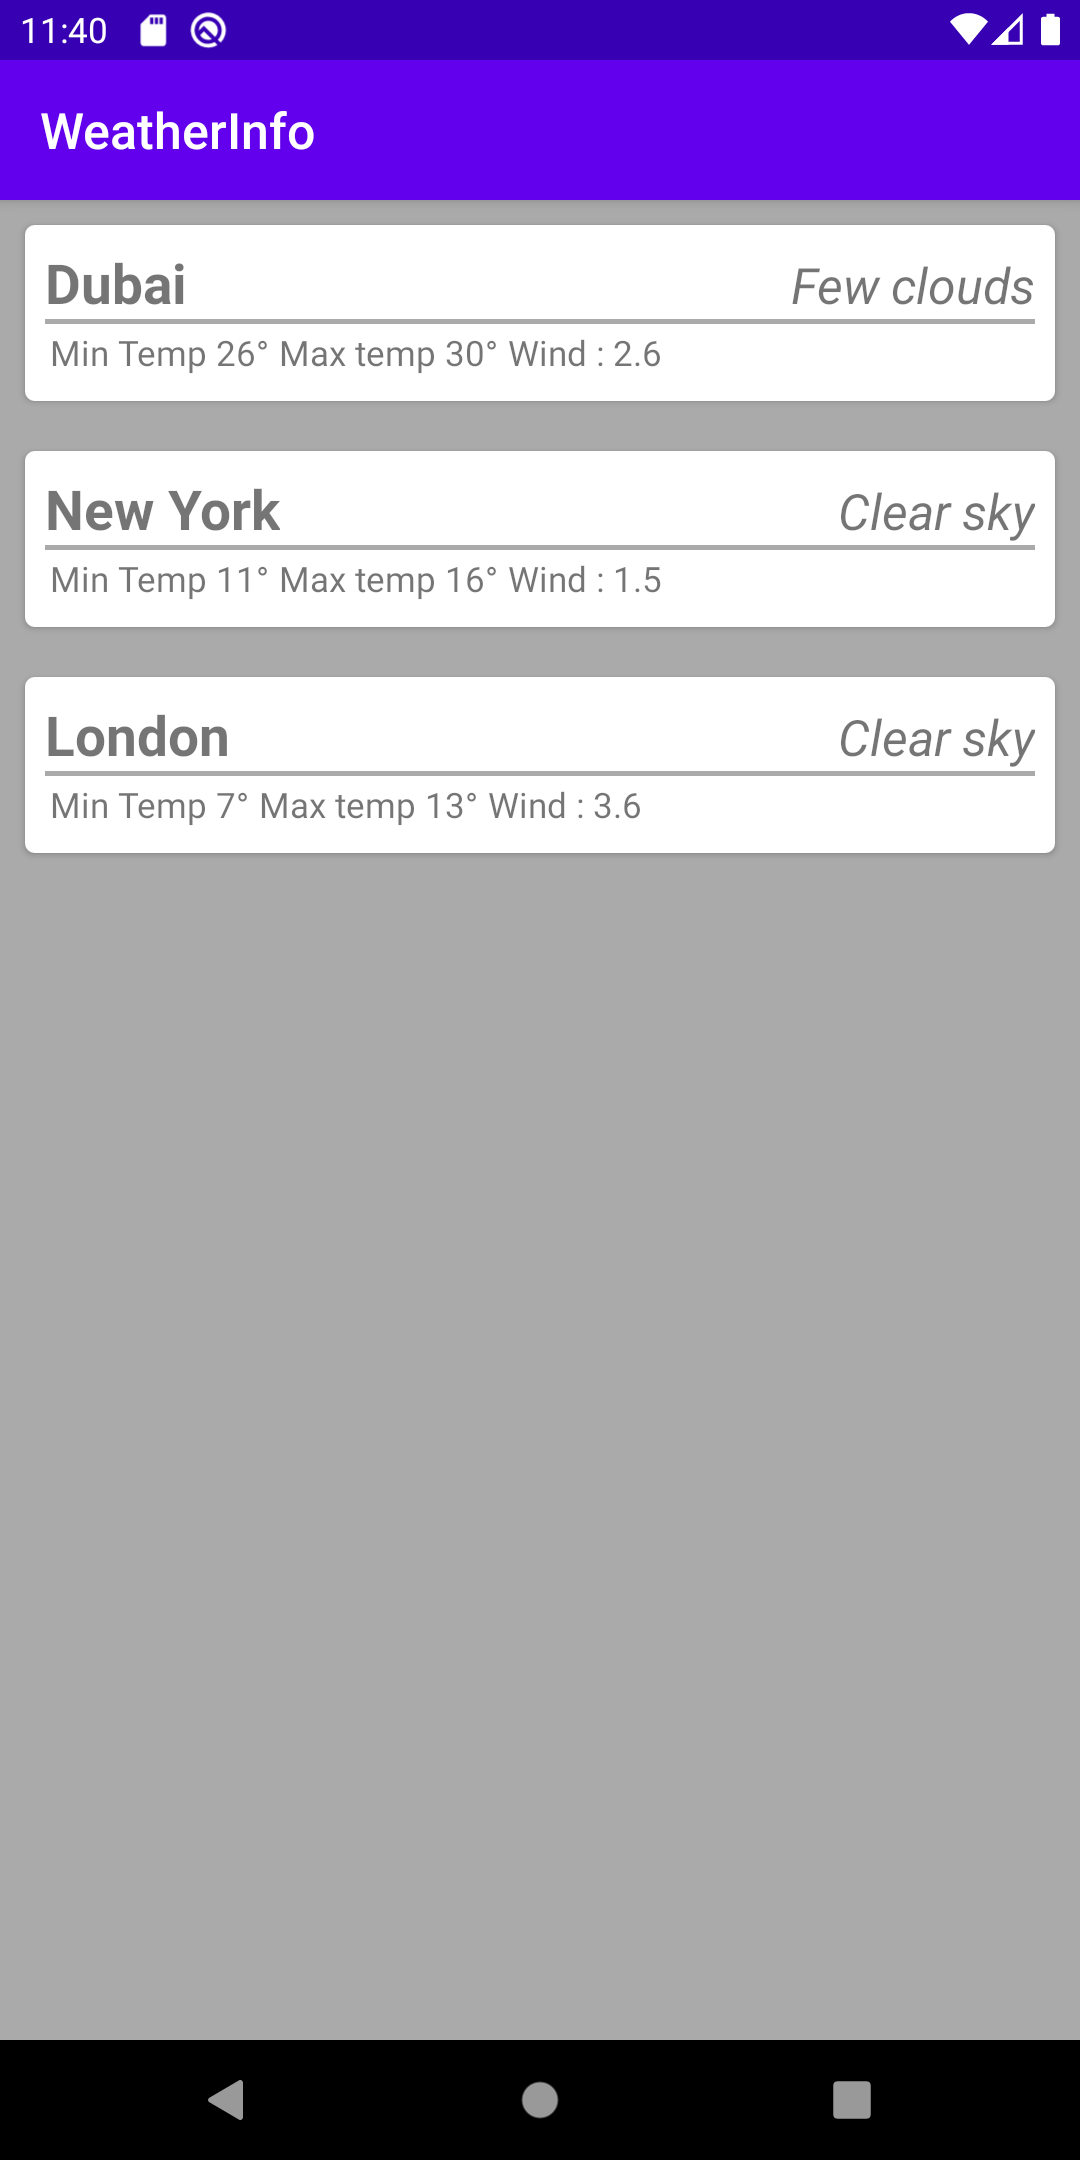 11:40
WeatherInfo
Dubai Few clouds
Min Temp 26° Max temp 30° Wind : 2.6
New York Clear sky
Min Temp 11° Max temp 16° Wind : 1.5
London Clear sky
Min Temp 7° Max temp 13° Wind : 3.6